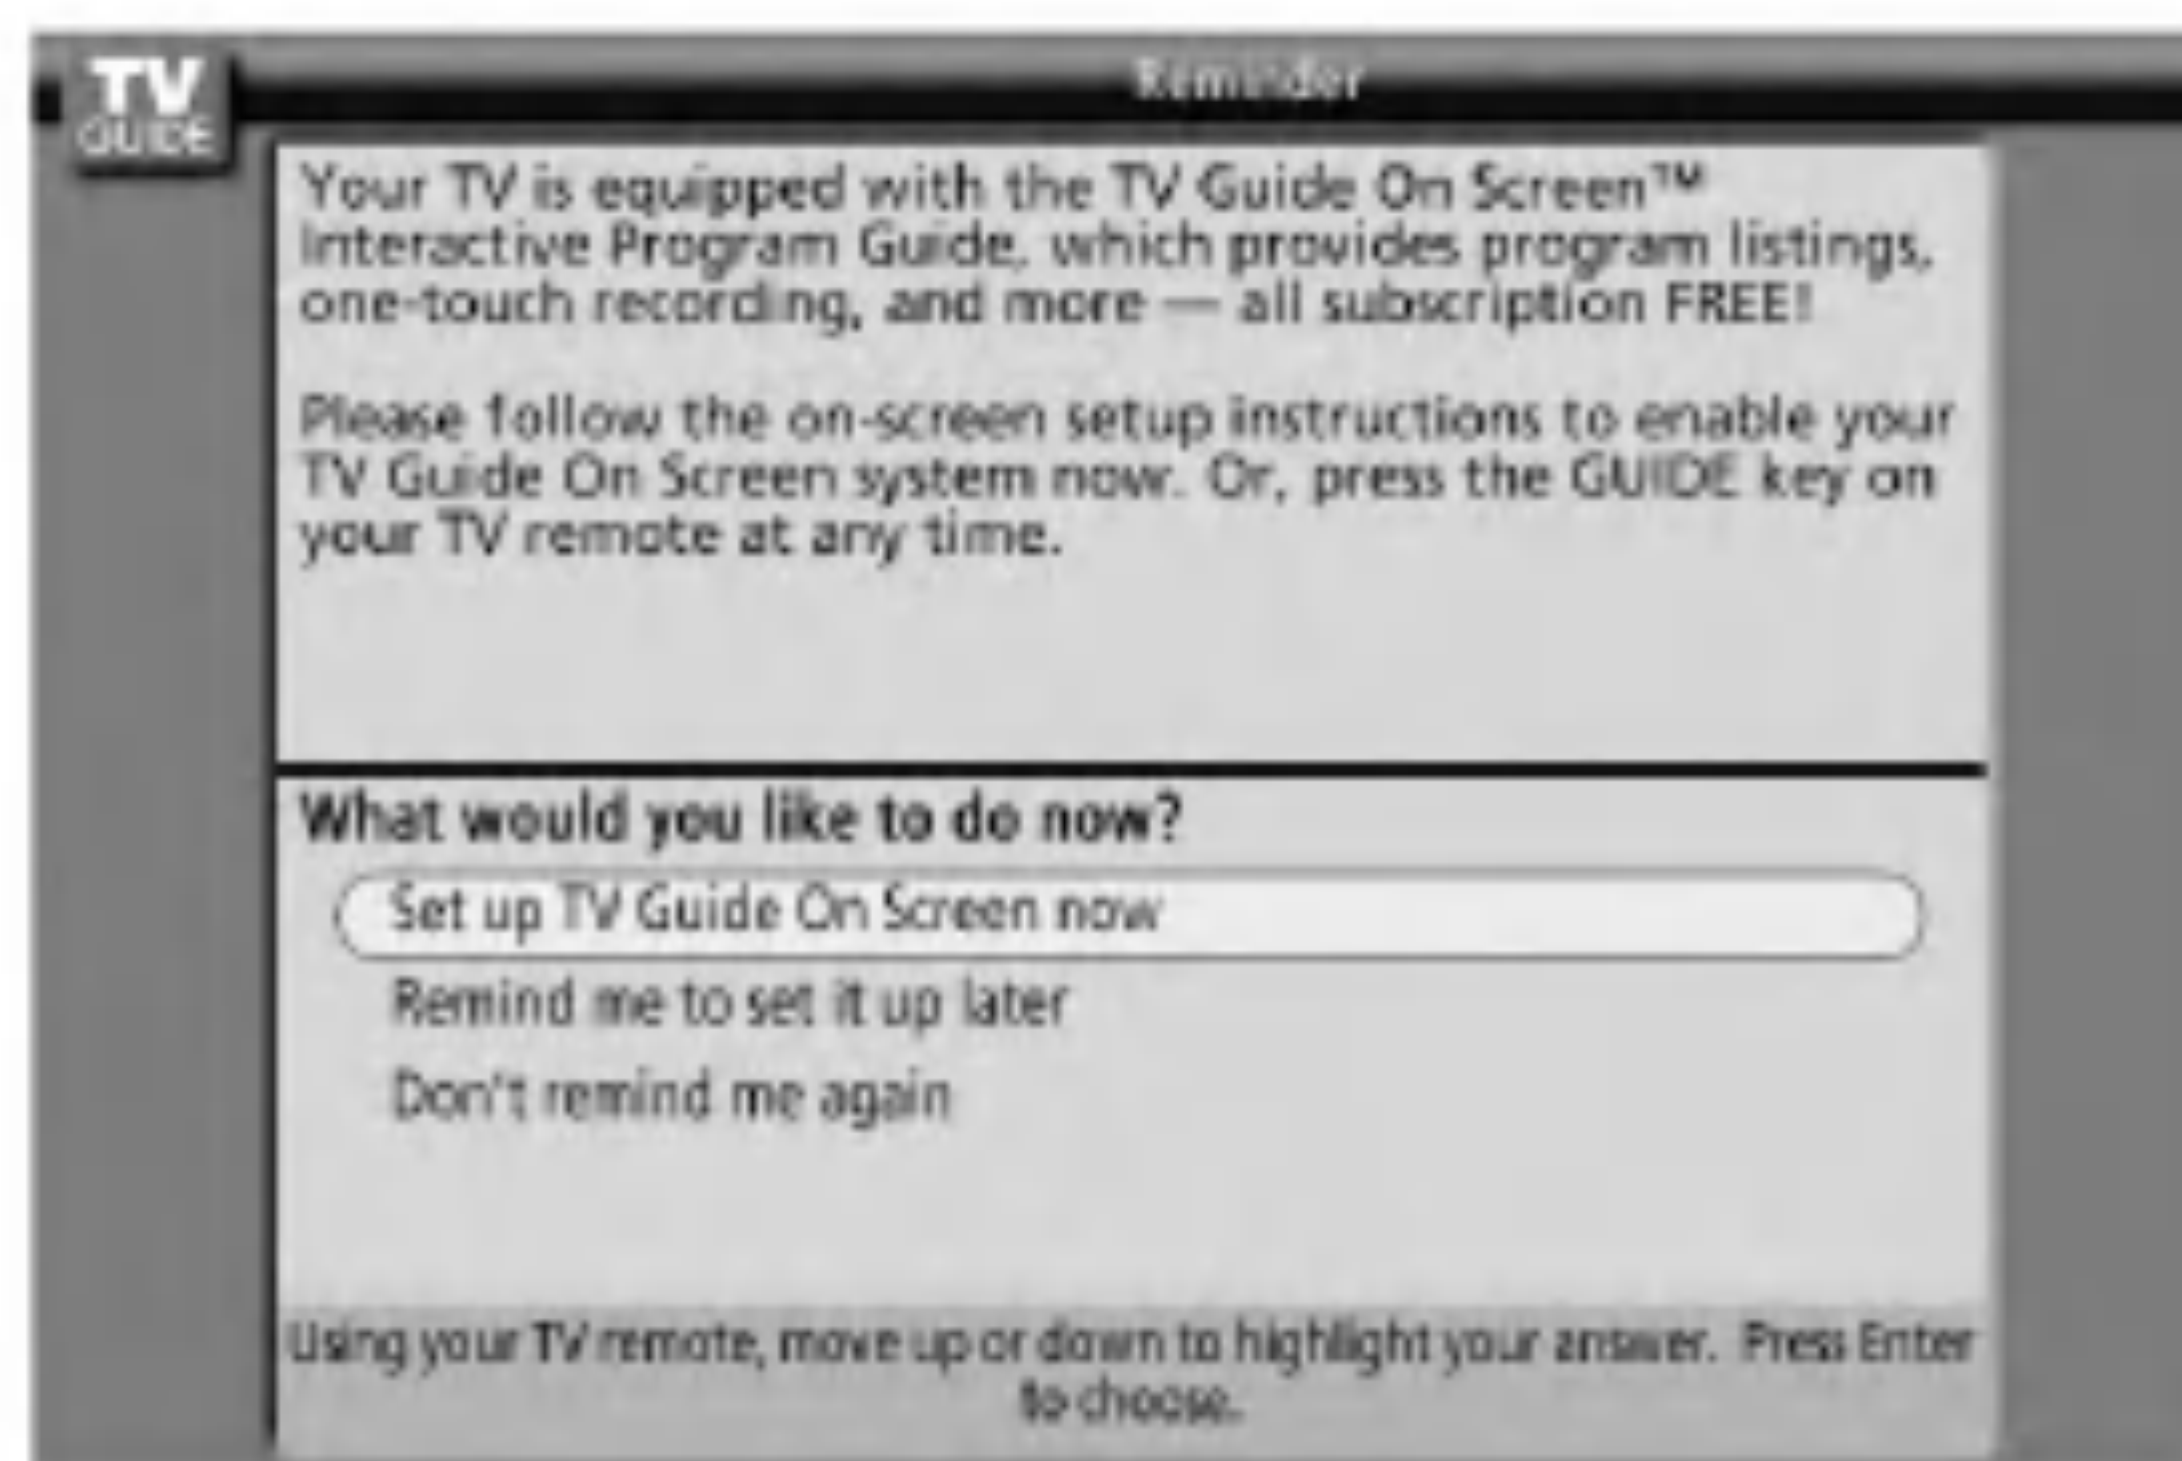 TV
GUIDE
Reminder
Your TV is equipped with the TV Guide On Screen™
Interactive Program Guide, which provides program listings,
one-touch recording, and more — all subscription FREE!
Please follow the on-screen setup instructions to enable your
TV Guide On Screen system now. Or, press the GUIDE key on
your TV remote at any time.
What would you like to do now?
Set up TV Guide On Screen now
Remind me to set it up later
Don't remind me again
Using your TV remote, move up or down to highlight your answer. Press Enter
to choose.